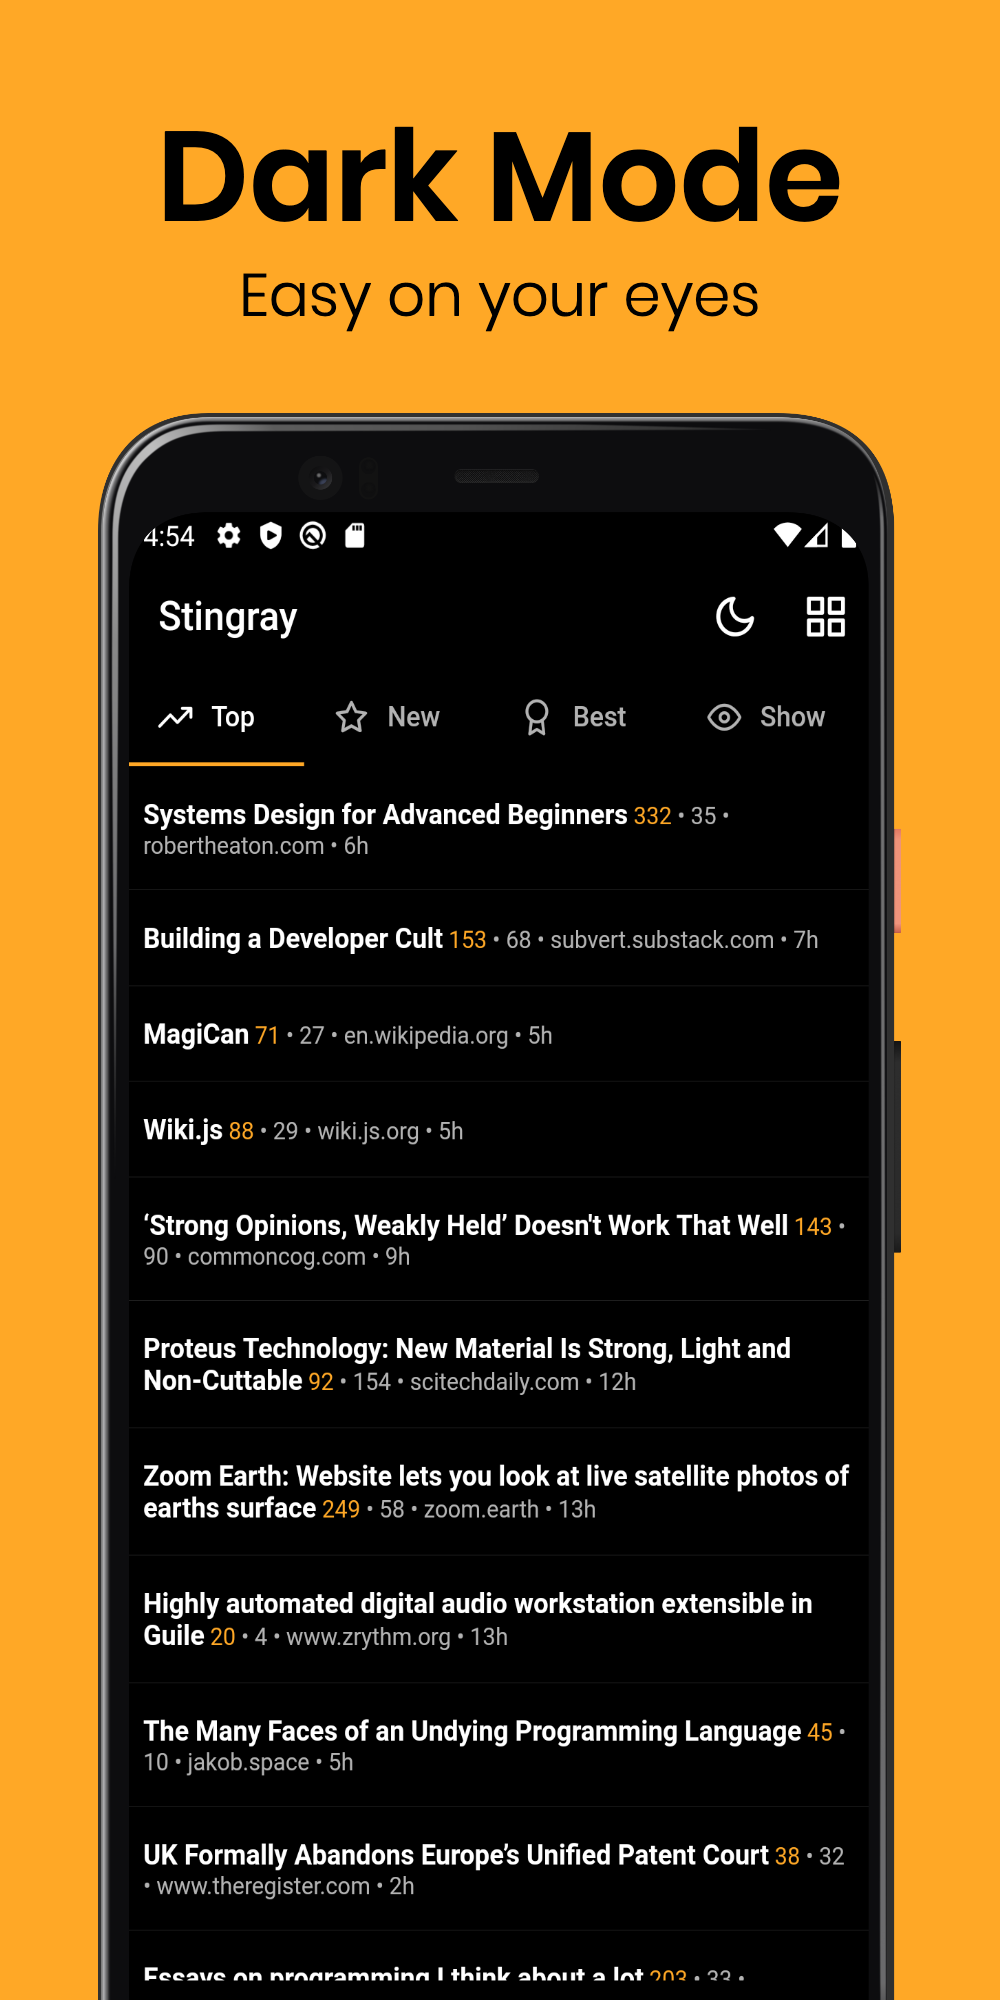 Dark Mode
Easy on your eyes
4:54
Stingray
Top New Best Show
Systems Design for Advanced Beginners 332 • 35 •
robertheaton.com • 6h
Building a Developer Cult 153 • 68 • subvert.substack.com • 7h
MagiCan 71 • 27 • en.wikipedia.org • 5h
Wiki.js 88 • 29 • wiki.js.org • 5h
‘Strong Opinions, Weakly Held’ Doesn't Work That Well 143 •
90 • commoncog.com • 9h
Proteus Technology: New Material Is Strong, Light and
Non-Cuttable 92 • 154 • scitechdaily.com • 12h
Zoom Earth: Website lets you look at live satellite photos of
earths surface 249 • 58 • zoom.earth • 13h
Highly automated digital audio workstation extensible in
Guile 20 • 4 • www.zrythm.org • 13h
The Many Faces of an Undying Programming Language 45 •
10 • jakob.space • 5h
UK Formally Abandons Europe’s Unified Patent Court 38 • 32
• www.theregister.com • 2h
Essays on programming I think about a lot 203 • 33 •